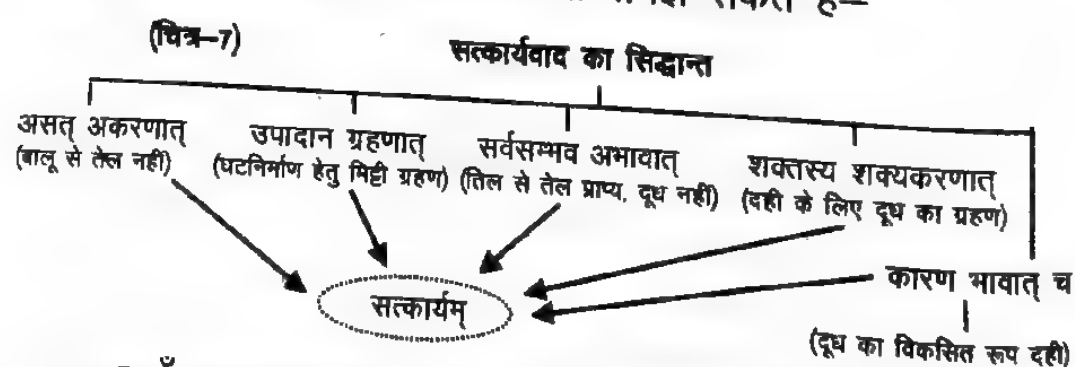 सकते हैं–
(चित्र–7)
सत्कार्यवाद का सिद्धान्त
असत् अकरणात्
(बालू से तेल नहीं)
उपादान ग्रहणात्
(घटनिर्माण हेतु मिट्टी ग्रहण)
सर्वसम्भव अभावात्
(तिल से तेल प्राप्य, दूध नहीं)
शक्तस्य शक्यकरणात्
(दही के लिए दूध का ग्रहण)
कारण भावात् च
(दूध का विकसित रूप दही)
सत्कार्यम्